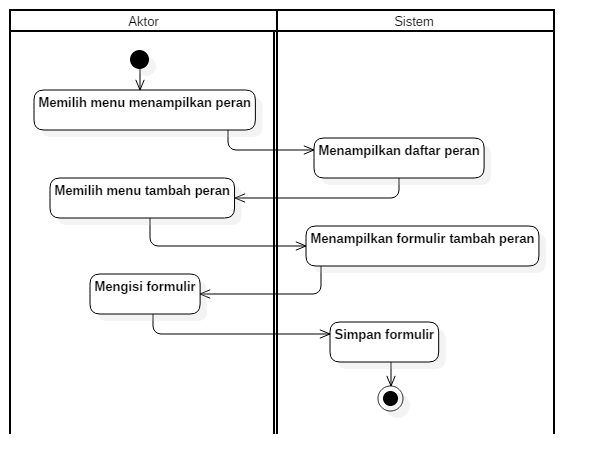 Aktor
Sistem
Memilih menu menampilkan peran
Menampilkan daftar peran
Memilih menu tambah peran
Menampilkan formulir tambah peran
Mengisi formulir
Simpan formulir